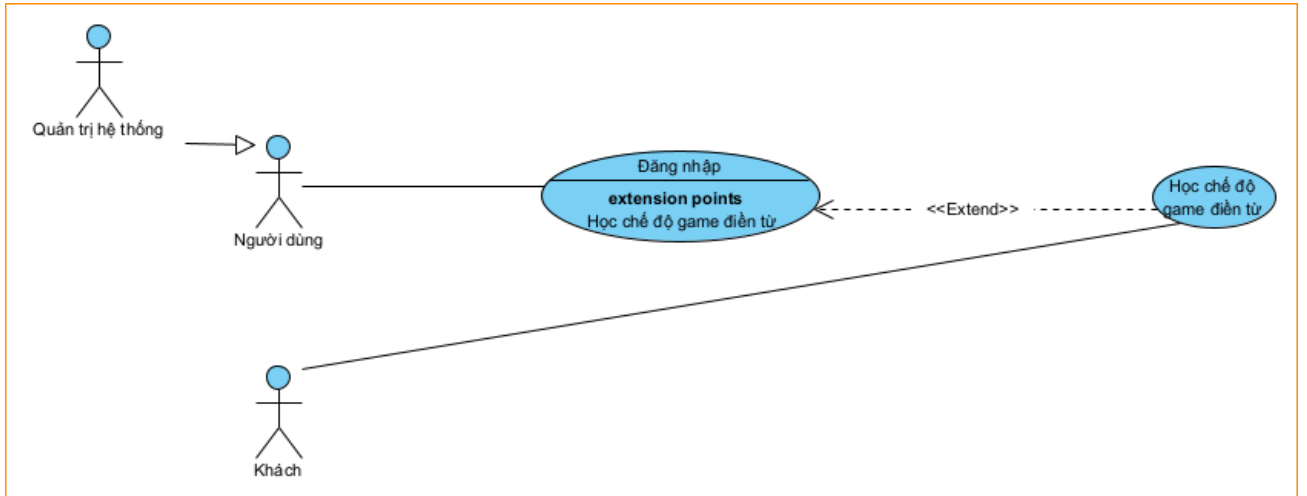 Quản trị hệ thống
Người dùng
Đăng nhập
extension points
Học chế độ game điền từ
<<Extend>>
Học chế độ
game điền từ
Khách